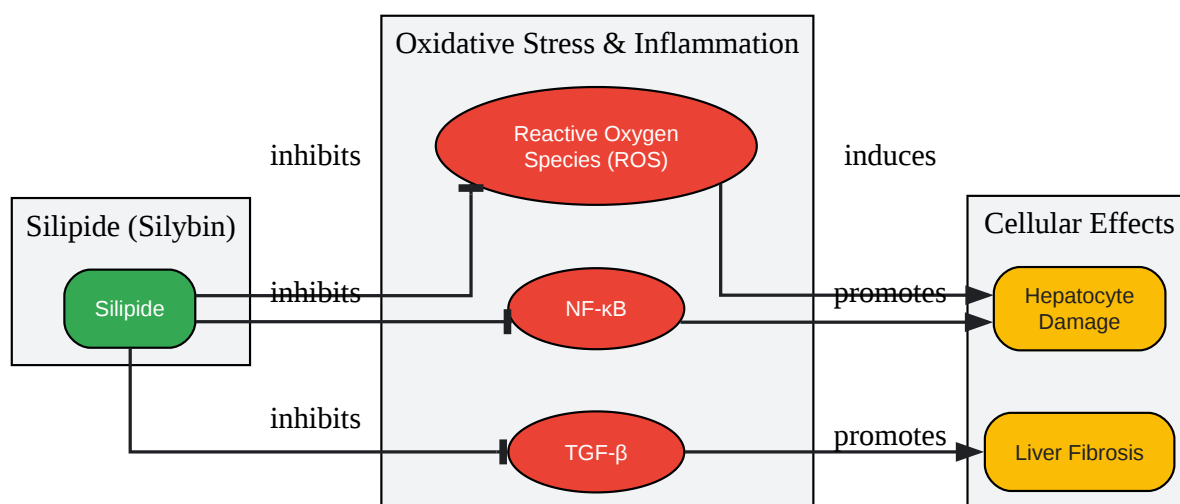 Oxidative Stress & Inflammation
Reactive Oxygen
Species (ROS)
inhibits
induces
Silipide (Silybin)
Cellular Effects
Silipide
inhibits
NF-κB
promotes
Hepatocyte
Damage
inhibits
TGF-β
promotes
Liver Fibrosis